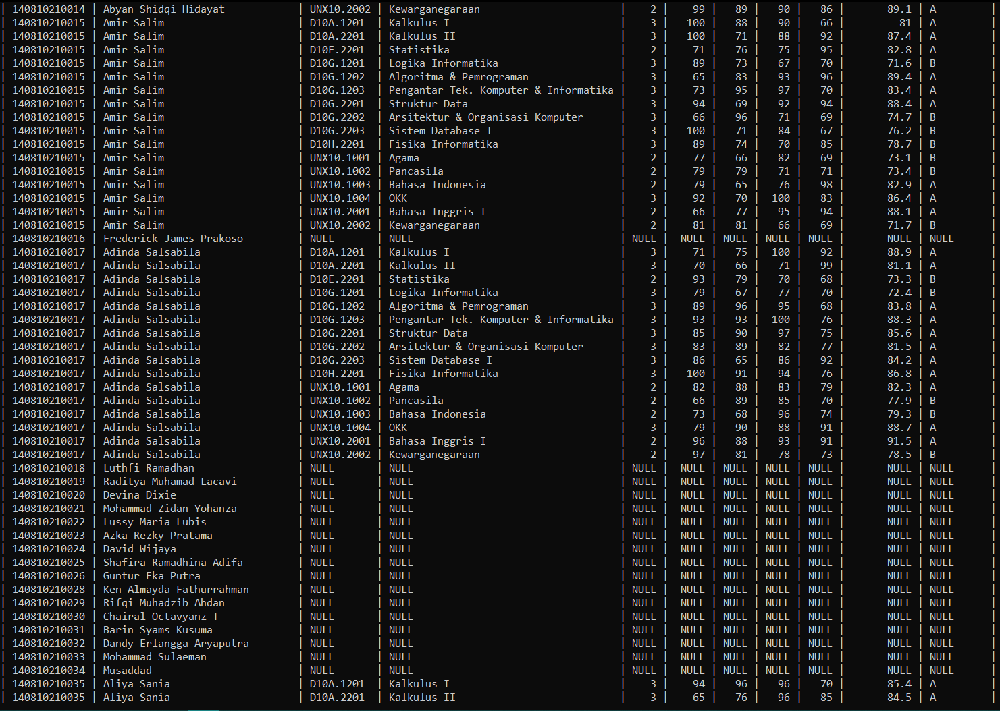 | 140810210014 | Abyan Shidqi Hidayat | UNX10.2002 | Kewarganegaraan | 2 | 99 | 89 | 90 | 86 | 89.1 | A |
| 140810210015 | Amir Salim | D10A.1201 | Kalkulus I | 3 | 100 | 88 | 90 | 66 | 81 | A |
| 140810210015 | Amir Salim | D10A.2201 | Kalkulus II | 3 | 100 | 71 | 88 | 92 | 87.4 | A |
| 140810210015 | Amir Salim | D10E.2201 | Statistika | 2 | 71 | 76 | 75 | 95 | 82.8 | A |
| 140810210015 | Amir Salim | D10G.1201 | Logika Informatika | 3 | 89 | 73 | 67 | 70 | 71.6 | B |
| 140810210015 | Amir Salim | D10G.1202 | Algoritma & Pemrograman | 3 | 65 | 83 | 93 | 96 | 89.4 | A |
| 140810210015 | Amir Salim | D10G.1203 | Pengantar Tek. Komputer & Informatika | 3 | 73 | 95 | 97 | 70 | 83.4 | A |
| 140810210015 | Amir Salim | D10G.2201 | Struktur Data | 3 | 94 | 69 | 92 | 94 | 88.4 | A |
| 140810210015 | Amir Salim | D10G.2202 | Arsitektur & Organisasi Komputer | 3 | 66 | 96 | 71 | 69 | 74.7 | B |
| 140810210015 | Amir Salim | D10G.2203 | Sistem Database I | 3 | 100 | 71 | 84 | 67 | 76.2 | B |
| 140810210015 | Amir Salim | D10H.2201 | Fisika Informatika | 3 | 89 | 74 | 70 | 85 | 78.7 | B |
| 140810210015 | Amir Salim | UNX10.1001 | Agama | 2 | 77 | 66 | 82 | 69 | 73.1 | B |
| 140810210015 | Amir Salim | UNX10.1002 | Pancasila | 2 | 79 | 79 | 71 | 71 | 73.4 | B |
| 140810210015 | Amir Salim | UNX10.1003 | Bahasa Indonesia | 2 | 79 | 65 | 76 | 98 | 82.9 | A |
| 140810210015 | Amir Salim | UNX10.1004 | OKK | 3 | 92 | 70 | 100 | 83 | 86.4 | A |
| 140810210015 | Amir Salim | UNX10.2001 | Bahasa Inggris I | 2 | 66 | 77 | 95 | 94 | 88.1 | A |
| 140810210015 | Amir Salim | UNX10.2002 | Kewarganegaraan | 2 | 81 | 81 | 66 | 69 | 71.7 | B |
| 140810210016 | Frederick James Prakoso | NULL | NULL | NULL | NULL | NULL | NULL | NULL | NULL | NULL |
| 140810210017 | Adinda Salsabila | D10A.1201 | Kalkulus I | 3 | 71 | 75 | 100 | 92 | 88.9 | A |
| 140810210017 | Adinda Salsabila | D10A.2201 | Kalkulus II | 3 | 70 | 66 | 71 | 99 | 81.1 | A |
| 140810210017 | Adinda Salsabila | D10E.2201 | Statistika | 2 | 93 | 79 | 70 | 68 | 73.3 | B |
| 140810210017 | Adinda Salsabila | D10G.1201 | Logika Informatika | 3 | 79 | 67 | 77 | 70 | 72.4 | B |
| 140810210017 | Adinda Salsabila | D10G.1202 | Algoritma & Pemrograman | 3 | 89 | 96 | 95 | 68 | 83.8 | A |
| 140810210017 | Adinda Salsabila | D10G.1203 | Pengantar Tek. Komputer & Informatika | 3 | 93 | 93 | 100 | 76 | 88.3 | A |
| 140810210017 | Adinda Salsabila | D10G.2201 | Struktur Data | 3 | 85 | 90 | 97 | 75 | 85.6 | A |
| 140810210017 | Adinda Salsabila | D10G.2202 | Arsitektur & Organisasi Komputer | 3 | 83 | 89 | 82 | 77 | 81.5 | A |
| 140810210017 | Adinda Salsabila | D10G.2203 | Sistem Database I | 3 | 86 | 65 | 86 | 92 | 84.2 | A |
| 140810210017 | Adinda Salsabila | D10H.2201 | Fisika Informatika | 3 | 100 | 91 | 94 | 76 | 86.8 | A |
| 140810210017 | Adinda Salsabila | UNX10.1001 | Agama | 2 | 82 | 88 | 83 | 79 | 82.3 | A |
| 140810210017 | Adinda Salsabila | UNX10.1002 | Pancasila | 2 | 66 | 89 | 85 | 70 | 77.9 | B |
| 140810210017 | Adinda Salsabila | UNX10.1003 | Bahasa Indonesia | 2 | 73 | 68 | 96 | 74 | 79.3 | B |
| 140810210017 | Adinda Salsabila | UNX10.1004 | OKK | 3 | 79 | 90 | 88 | 91 | 88.7 | A |
| 140810210017 | Adinda Salsabila | UNX10.2001 | Bahasa Inggris I | 2 | 96 | 88 | 93 | 91 | 91.5 | A |
| 140810210017 | Adinda Salsabila | UNX10.2002 | Kewarganegaraan | 2 | 97 | 81 | 78 | 73 | 78.5 | B |
| 140810210018 | Luthfi Ramadhan | NULL | NULL | NULL | NULL | NULL | NULL | NULL | NULL | NULL |
| 140810210019 | Raditya Muhamad Lacavi | NULL | NULL | NULL | NULL | NULL | NULL | NULL | NULL | NULL |
| 140810210020 | Devina Dixie | NULL | NULL | NULL | NULL | NULL | NULL | NULL | NULL | NULL |
| 140810210021 | Mohammad Zidan Yohanza | NULL | NULL | NULL | NULL | NULL | NULL | NULL | NULL | NULL |
| 140810210022 | Lussy Maria Lubis | NULL | NULL | NULL | NULL | NULL | NULL | NULL | NULL | NULL |
| 140810210023 | Azka Rezky Pratama | NULL | NULL | NULL | NULL | NULL | NULL | NULL | NULL | NULL |
| 140810210024 | David Wijaya | NULL | NULL | NULL | NULL | NULL | NULL | NULL | NULL | NULL |
| 140810210025 | Shafira Ramadhina Adifa | NULL | NULL | NULL | NULL | NULL | NULL | NULL | NULL | NULL |
| 140810210026 | Guntur Eka Putra | NULL | NULL | NULL | NULL | NULL | NULL | NULL | NULL | NULL |
| 140810210028 | Ken Almayda Fathurrahman | NULL | NULL | NULL | NULL | NULL | NULL | NULL | NULL | NULL |
| 140810210029 | Rifqi Muhadzib Ahdan | NULL | NULL | NULL | NULL | NULL | NULL | NULL | NULL | NULL |
| 140810210030 | Chairal Octavyanz T | NULL | NULL | NULL | NULL | NULL | NULL | NULL | NULL | NULL |
| 140810210031 | Barin Syams Kusuma | NULL | NULL | NULL | NULL | NULL | NULL | NULL | NULL | NULL |
| 140810210032 | Dandy Erlangga Aryaputra | NULL | NULL | NULL | NULL | NULL | NULL | NULL | NULL | NULL |
| 140810210033 | Mohammad Sulaeman | NULL | NULL | NULL | NULL | NULL | NULL | NULL | NULL | NULL |
| 140810210034 | Musaddad | NULL | NULL | NULL | NULL | NULL | NULL | NULL | NULL | NULL |
| 140810210035 | Aliya Sania | D10A.1201 | Kalkulus I | 3 | 94 | 96 | 96 | 70 | 85.4 | A |
| 140810210035 | Aliya Sania | D10A.2201 | Kalkulus II | 3 | 65 | 76 | 96 | 85 | 84.5 | A |